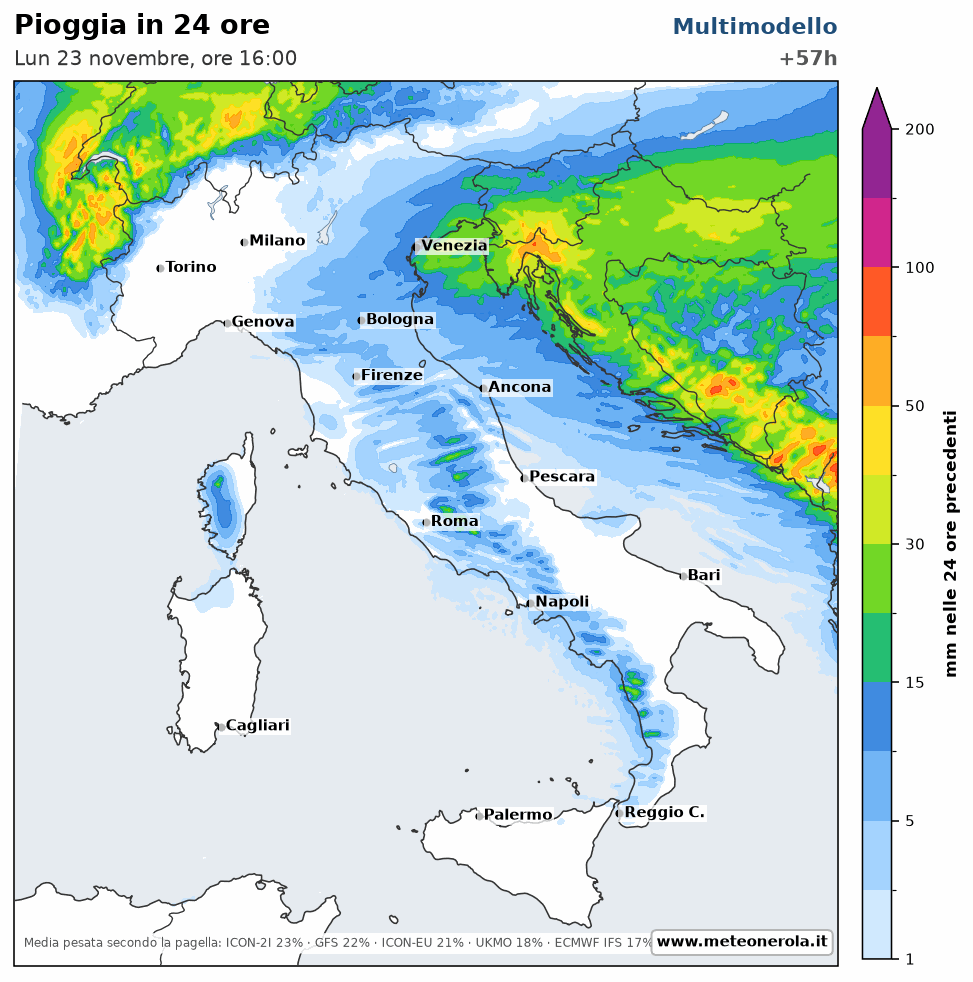 Pioggia in 24 ore
Multimodello
Lun 23 novembre, ore 16:00
+57h
200
100
50
30
15
5
1
mm nelle 24 ore precedenti
Milano
Venezia
Torino
Genova
Bologna
Firenze
Ancona
Pescara
Roma
Bari
Napoli
Cagliari
Palermo
Reggio C.
Media pesata secondo la pagella: ICON-2I 23% · GFS 22% · ICON-EU 21% · UKMO 18% · ECMWF IFS 17%
www.meteonerola.it